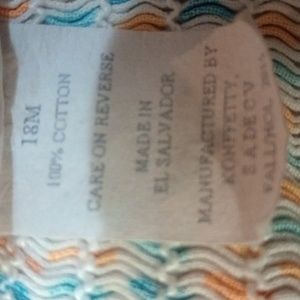 18M
100% COTTON
CARE ON REVERSE
MADE IN
EL SALVADOR
MANUFACTURED BY
S.A DE C.V